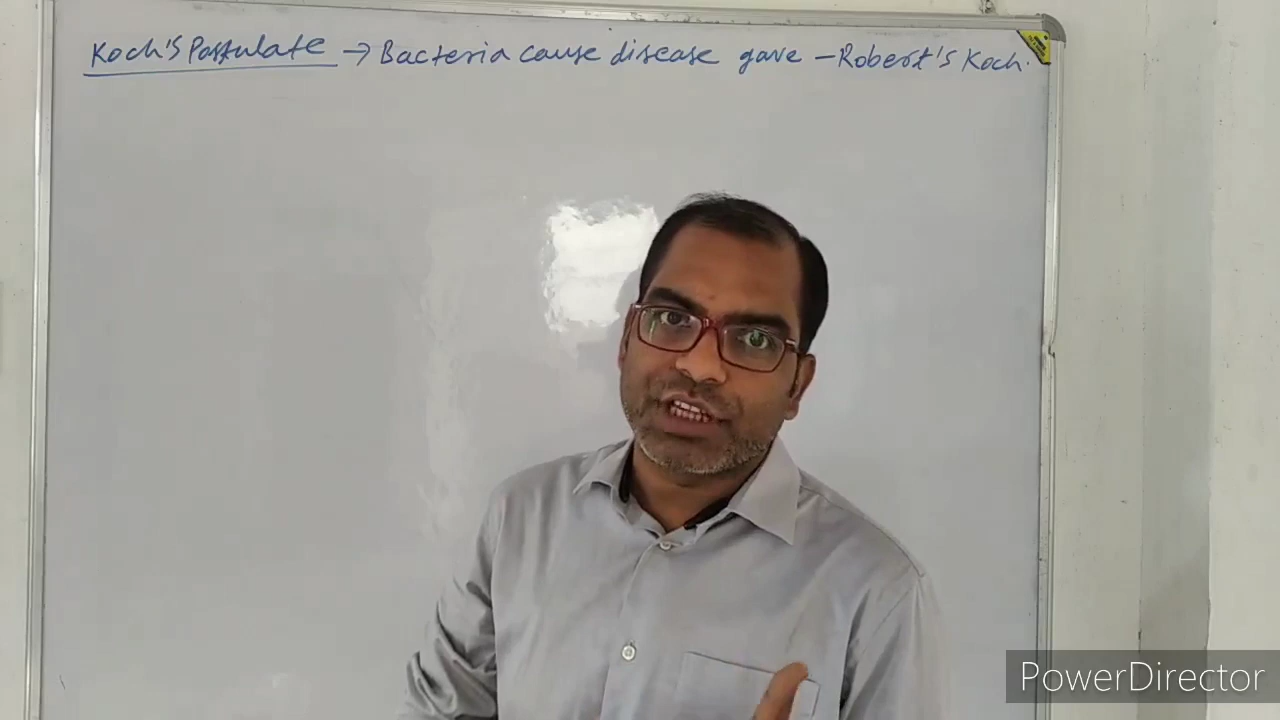 Koch's Postulate → Bacteria cause disease gave - Robert's Koch.
PowerDirector